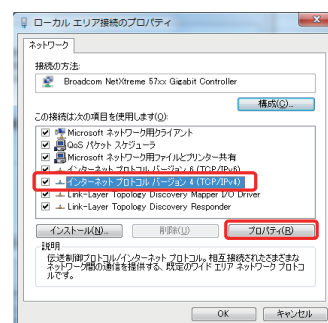 ローカル エリア接続のプロパティ
ネットワーク
接続の方法:
Broadcom NetXtreme 57xx Gigabit Controller
構成(C)...
この接続は次の項目を使用します(O):
Microsoft ネットワーク用クライアント
QoS パケット スケジューラ
Microsoft ネットワーク用ファイルとプリンター共有
インターネット プロトコル バージョン 6 (TCP/IPv6)
インターネット プロトコル バージョン 4 (TCP/IPv4)
Link-Layer Topology Discovery Mapper I/O Driver
Link-Layer Topology Discovery Responder
インストール(N)... 削除(U) プロパティ(R)
説明
伝送制御プロトコル/インターネット プロトコル。相互接続されたさまざまな
ネットワーク間の通信を提供する、既定のワイド エリア ネットワーク プロトコ
ルです。
OK キャンセル